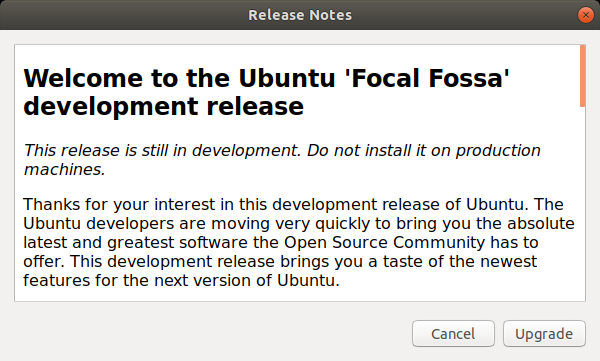 Release Notes
Welcome to the Ubuntu 'Focal Fossa'
development release
This release is still in development. Do not install it on production
machines.
Thanks for your interest in this development release of Ubuntu. The
Ubuntu developers are moving very quickly to bring you the absolute
latest and greatest software the Open Source Community has to
offer. This development release brings you a taste of the newest
features for the next version of Ubuntu.
Cancel Upgrade